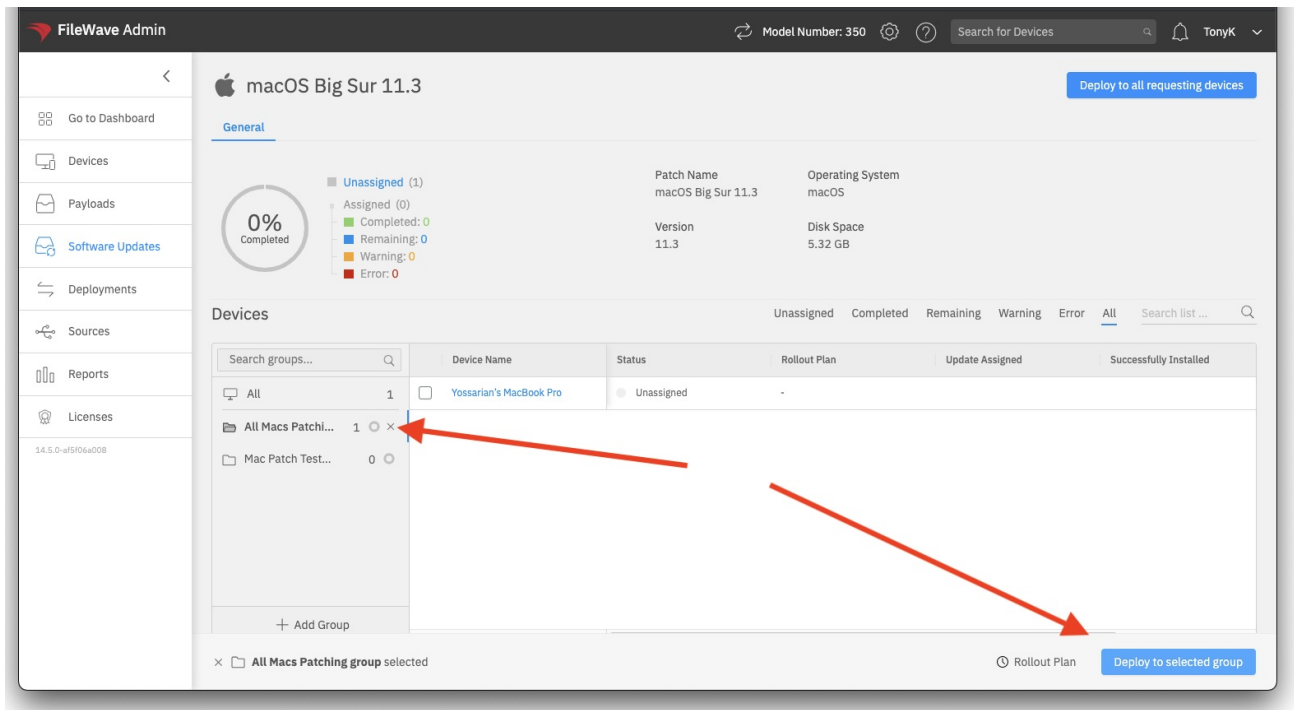 FileWave Admin
Model Number: 350
Search for Devices
TonyK
macOS Big Sur 11.3
Deploy to all requesting devices
Go to Dashboard
Devices
Payloads
Software Updates
Deployments
Sources
Reports
Licenses
14.5.0-af5f06a008
General
0%
Completed
Unassigned (1)
Assigned (0)
Completed: 0
Remaining: 0
Warning: 0
Error: 0
Patch Name
macOS Big Sur 11.3
Operating System
macOS
Version
11.3
Disk Space
5.32 GB
Devices
Unassigned Completed Remaining Warning Error All Search list ...
Search groups...
Device Name Status Rollout Plan Update Assigned Successfully Installed
All 1
Yossarian's MacBook Pro Unassigned -
All Macs Patchi... 1
Mac Patch Test... 0
+ Add Group
All Macs Patching group selected
Rollout Plan
Deploy to selected group